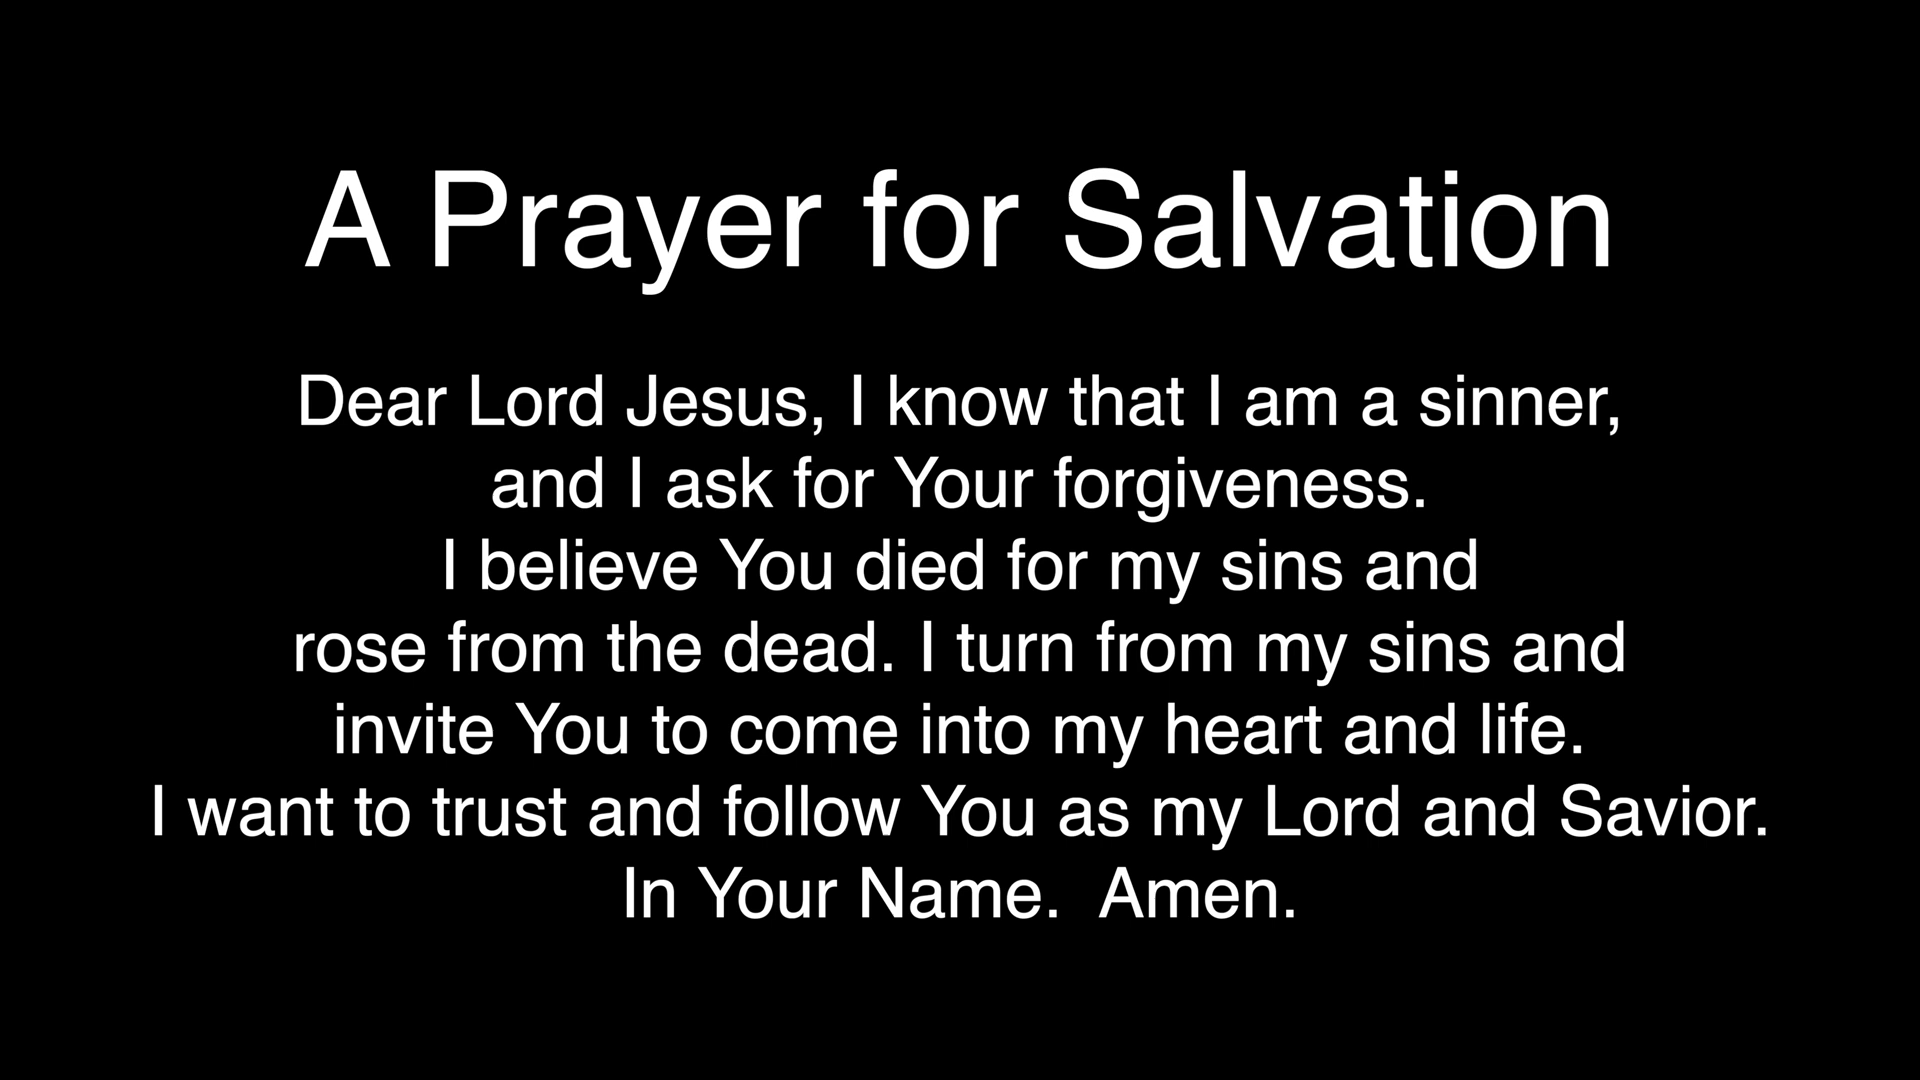 A Prayer for Salvation
Dear Lord Jesus, I know that I am a sinner,
and I ask for Your forgiveness.
I believe You died for my sins and
rose from the dead. I turn from my sins and
invite You to come into my heart and life.
I want to trust and follow You as my Lord and Savior.
In Your Name.  Amen.